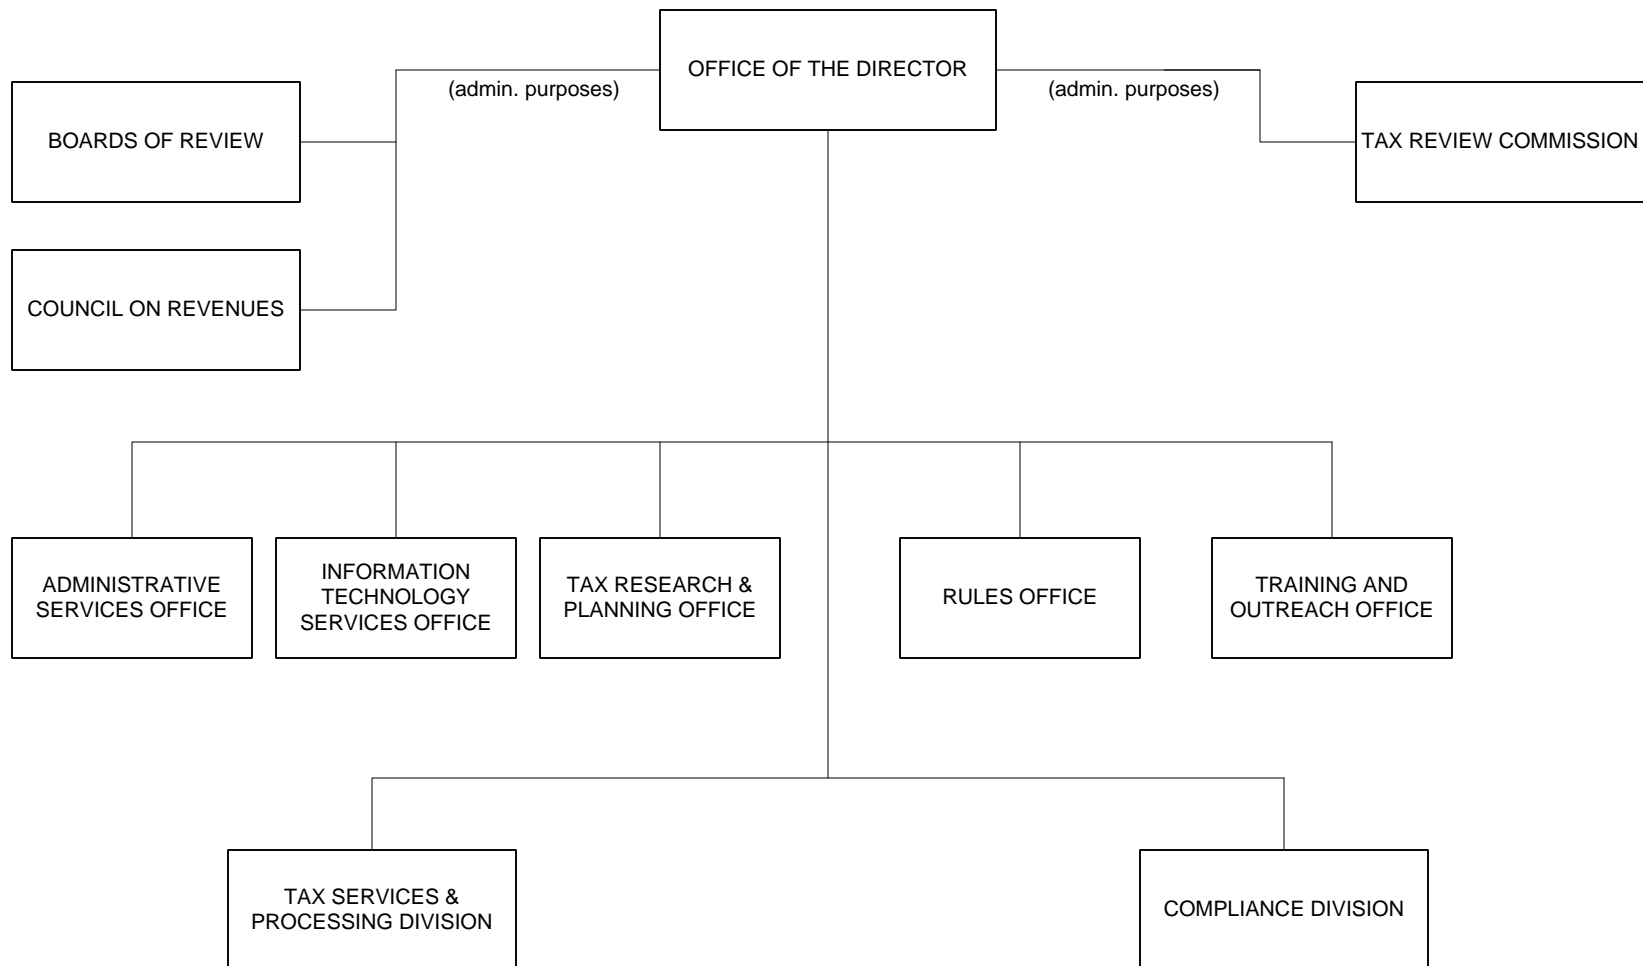 OFFICE OF THE DIRECTOR
(admin. purposes)
(admin. purposes)
BOARDS OF REVIEW
TAX REVIEW COMMISSION
COUNCIL ON REVENUES
ADMINISTRATIVE
SERVICES OFFICE
INFORMATION
TECHNOLOGY
SERVICES OFFICE
TAX RESEARCH &
PLANNING OFFICE
RULES OFFICE
TRAINING AND
OUTREACH OFFICE
TAX SERVICES &
PROCESSING DIVISION
COMPLIANCE DIVISION